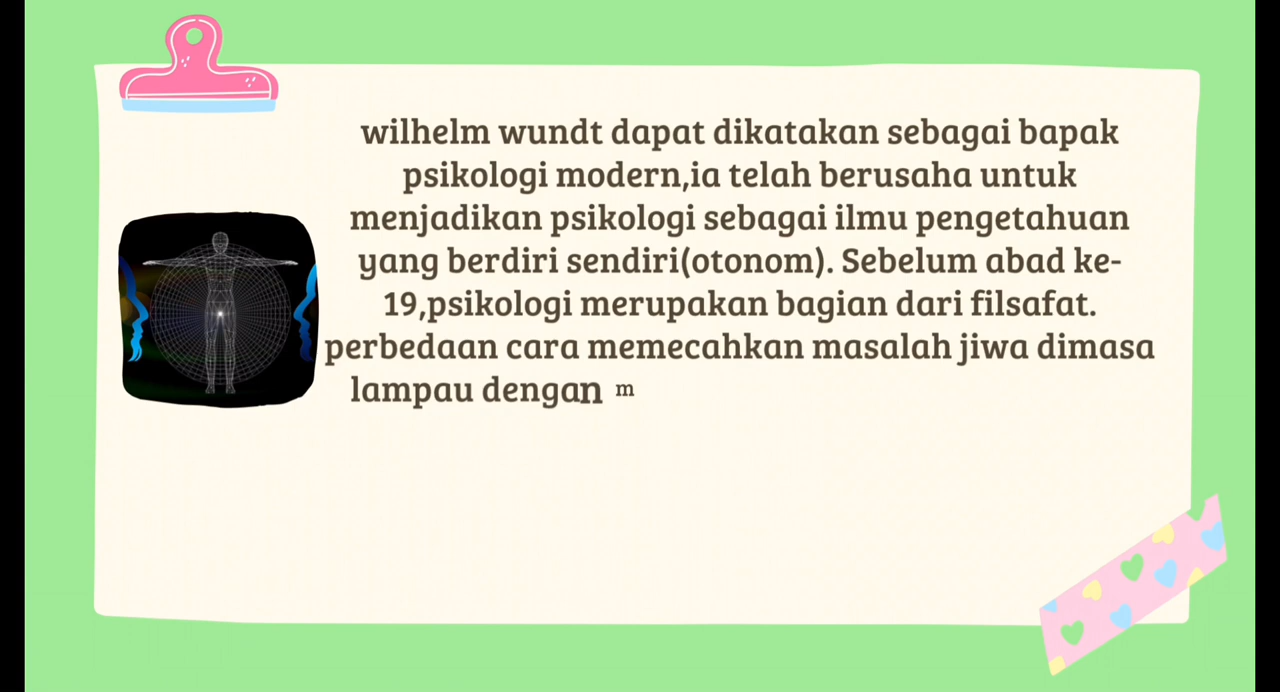 wilhelm wundt dapat dikatakan sebagai bapak
psikologi modern,ia telah berusaha untuk
menjadikan psikologi sebagai ilmu pengetahuan
yang berdiri sendiri(otonom). Sebelum abad ke-
19,psikologi merupakan bagian dari filsafat.
perbedaan cara memecahkan masalah jiwa dimasa
lampau dengan m